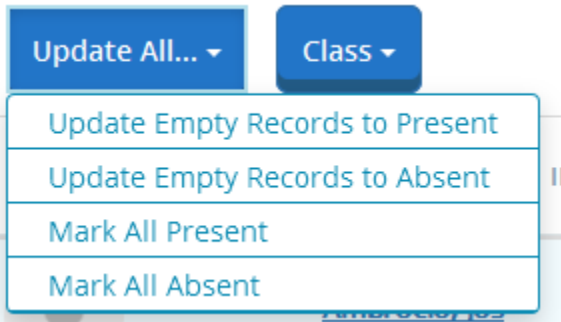 Update All... Class
Update Empty Records to Present
Update Empty Records to Absent
Mark All Present
Mark All Absent